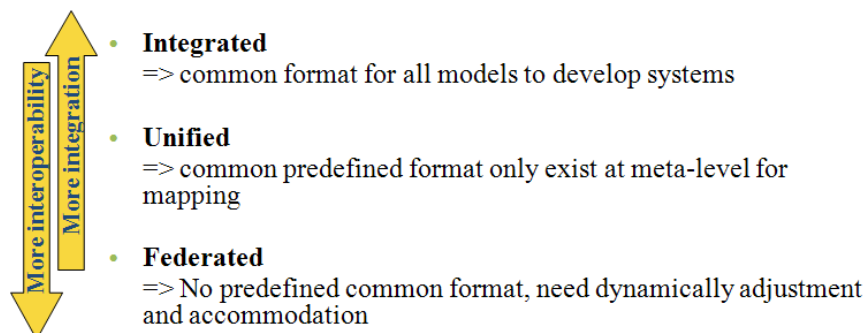 More interoperability
More integration
• Integrated
=> common format for all models to develop systems
• Unified
=> common predefined format only exist at meta-level for
mapping
• Federated
=> No predefined common format, need dynamically adjustment
and accommodation